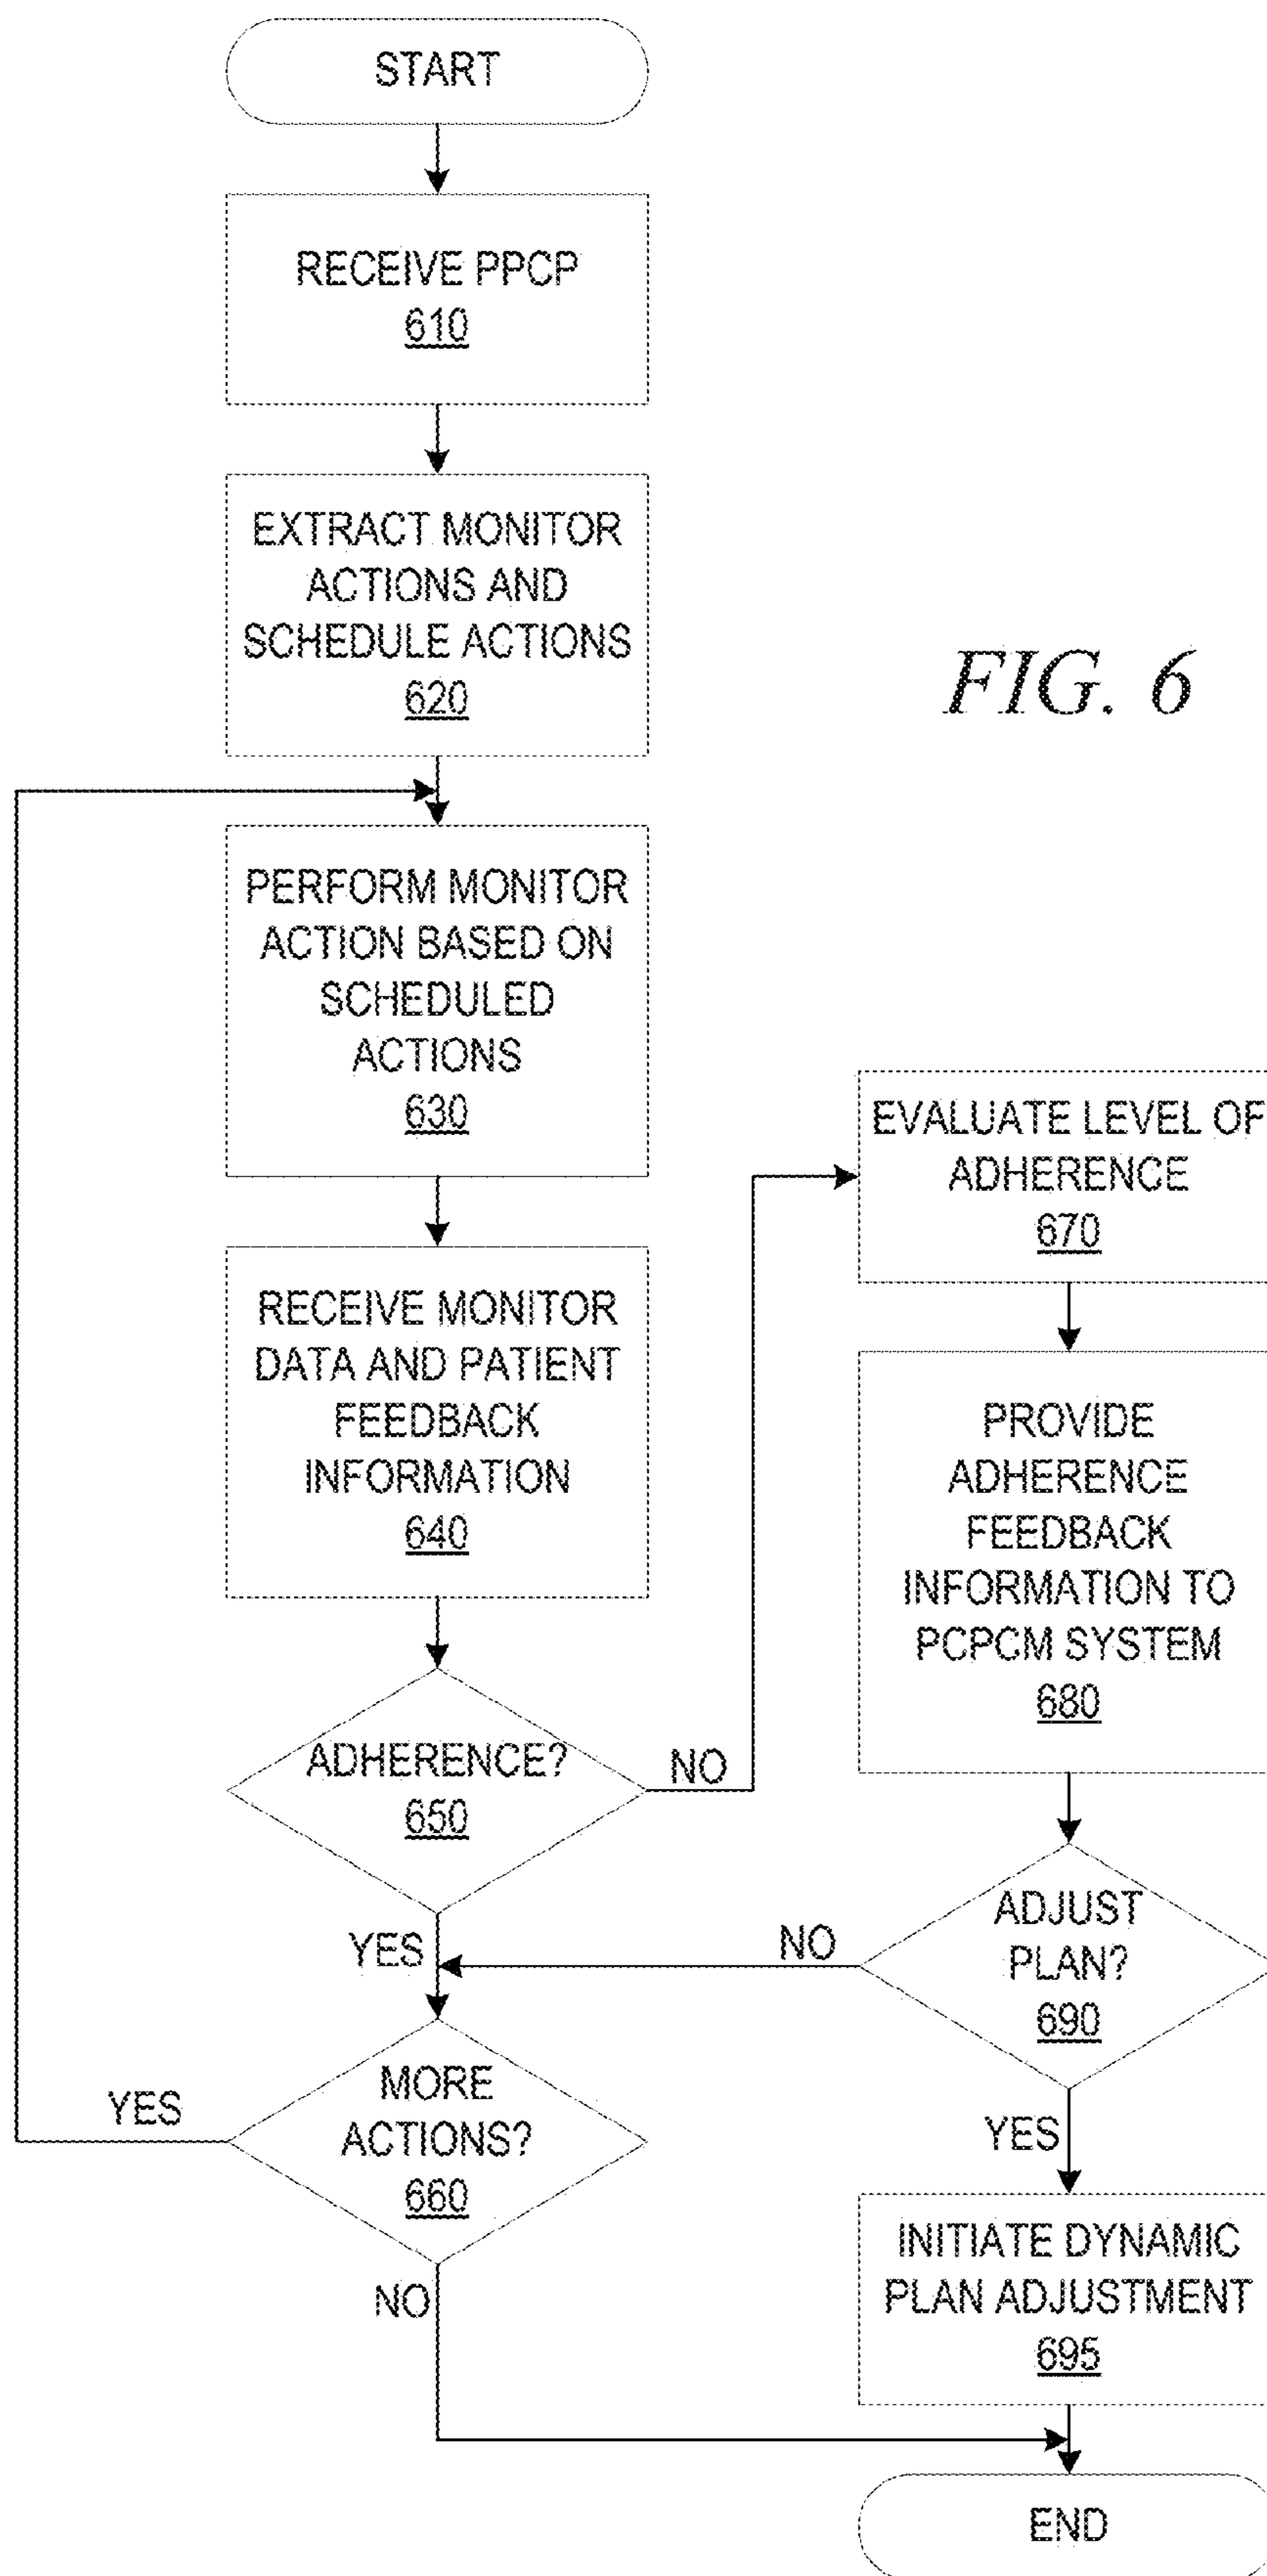 START
RECEIVE PPCP
610
EXTRACT MONITOR
ACTIONS AND
SCHEDULE ACTIONS
620
FIG. 6
PERFORM MONITOR
ACTION BASED ON
SCHEDULED
ACTIONS
630
RECEIVE MONITOR
DATA AND PATIENT
FEEDBACK
INFORMATION
640
ADHERENCE?
650
NO
YES
MORE
ACTIONS?
660
YES
NO
EVALUATE LEVEL OF
ADHERENCE
670
PROVIDE
ADHERENCE
FEEDBACK
INFORMATION TO
PCPCM SYSTEM
680
ADJUST
PLAN?
690
NO
YES
INITIATE DYNAMIC
PLAN ADJUSTMENT
695
END